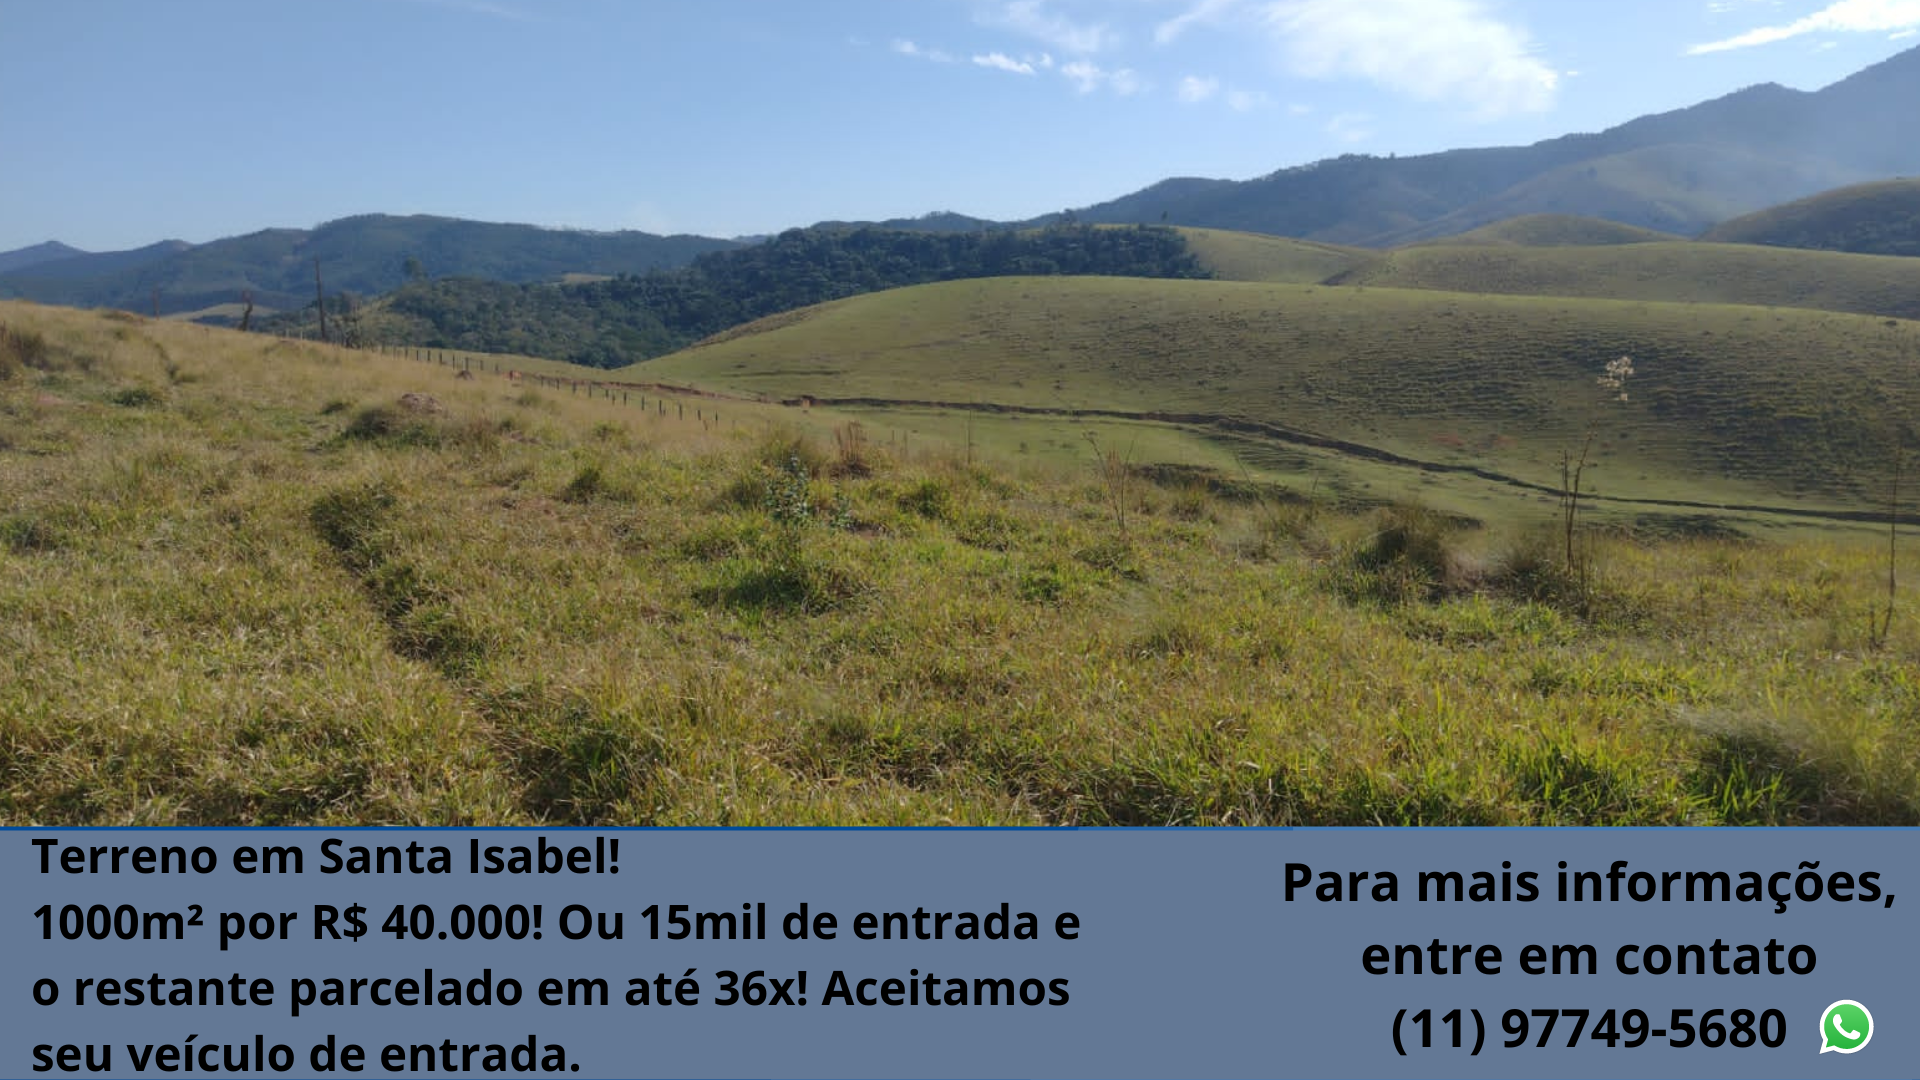 Terreno em Santa Isabel!
1000m² por R$ 40.000! Ou 15mil de entrada e
o restante parcelado em até 36x! Aceitamos
seu veículo de entrada.
Para mais informações,
entre em contato
(11) 97749-5680